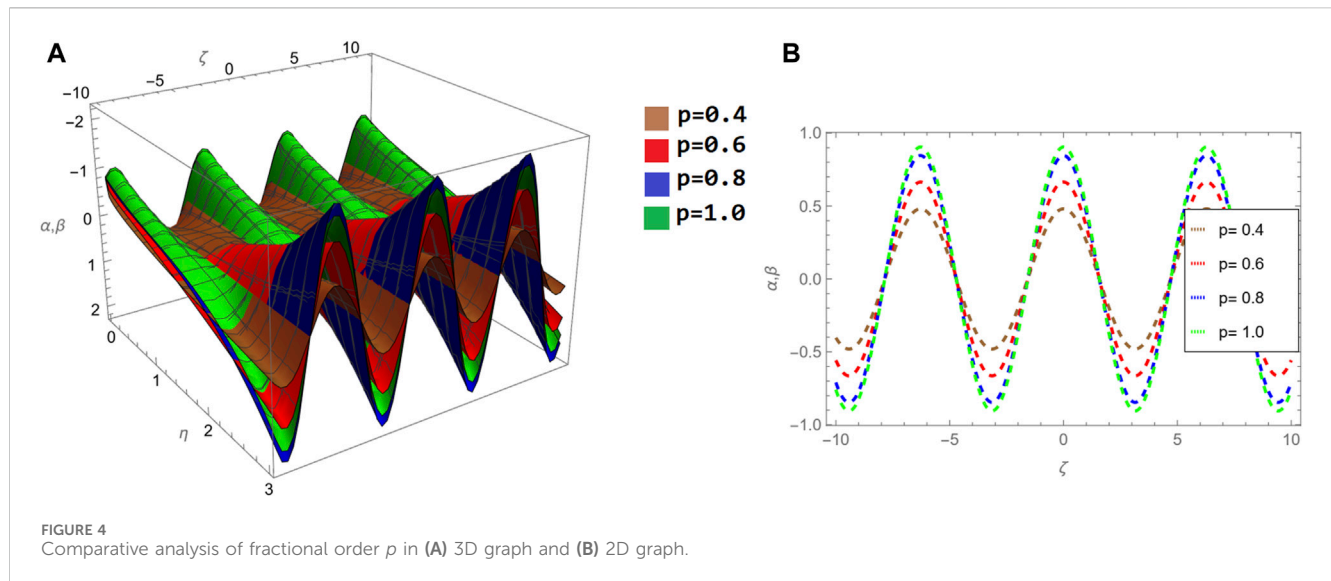 A
ζ
-10
-5
0
5
10
-2
-1
0
1
2
α,β
0
1
2
3
η
p=0.4
p=0.6
p=0.8
p=1.0
B
1.0
0.5
0.0
-0.5
-1.0
α,β
-10
-5
0
5
10
ζ
p= 0.4
p= 0.6
p= 0.8
p= 1.0
FIGURE 4
Comparative analysis of fractional order p in (A) 3D graph and (B) 2D graph.